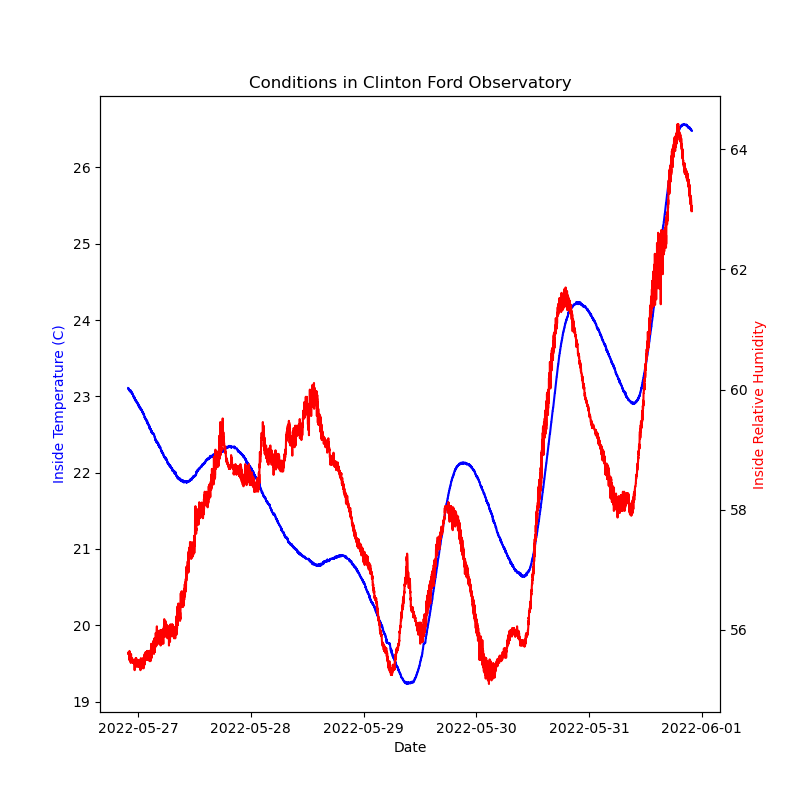 Conditions in Clinton Ford Observatory
Inside Temperature (C)
26
25
24
23
22
21
20
19
64
62
60
58
56
Inside Relative Humidity
2022-05-27 2022-05-28 2022-05-29 2022-05-30 2022-05-31 2022-06-01
Date